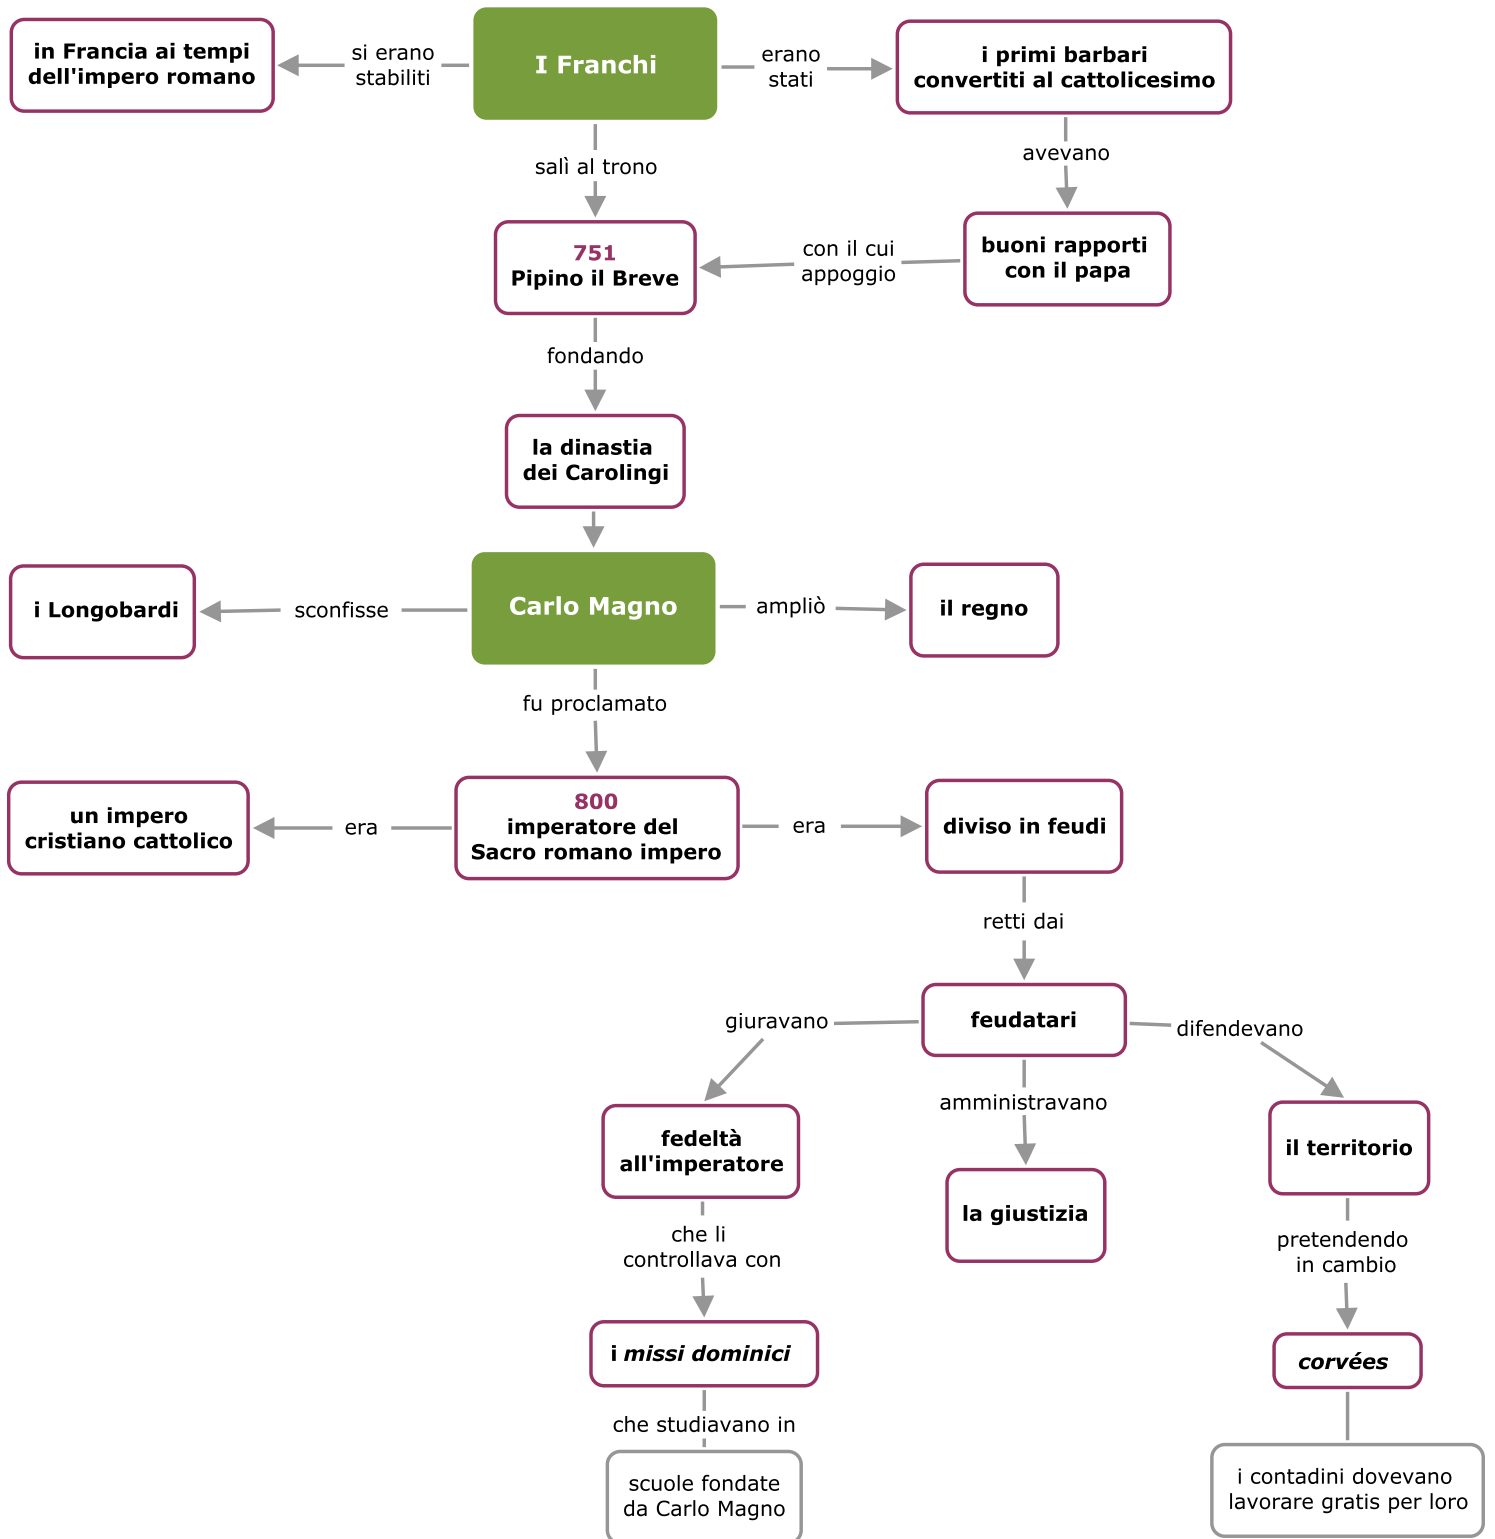 in Francia ai tempi
dell'impero romano
si erano
stabiliti
I Franchi
erano
stati
i primi barbari
convertiti al cattolicesimo
salì al trono
avevano
751
Pipino il Breve
con il cui
appoggio
buoni rapporti
con il papa
fondando
la dinastia
dei Carolingi
i Longobardi
sconfisse
Carlo Magno
ampliò
il regno
fu proclamato
un impero
cristiano cattolico
era
800
imperatore del
Sacro romano impero
era
diviso in feudi
retti dai
feudatari
giuravano
difendevano
amministravano
fedeltà
all'imperatore
la giustizia
il territorio
che li
controllava con
pretendendo
in cambio
i missi dominici
corvées
che studiavano in
scuole fondate
da Carlo Magno
i contadini dovevano
lavorare gratis per loro